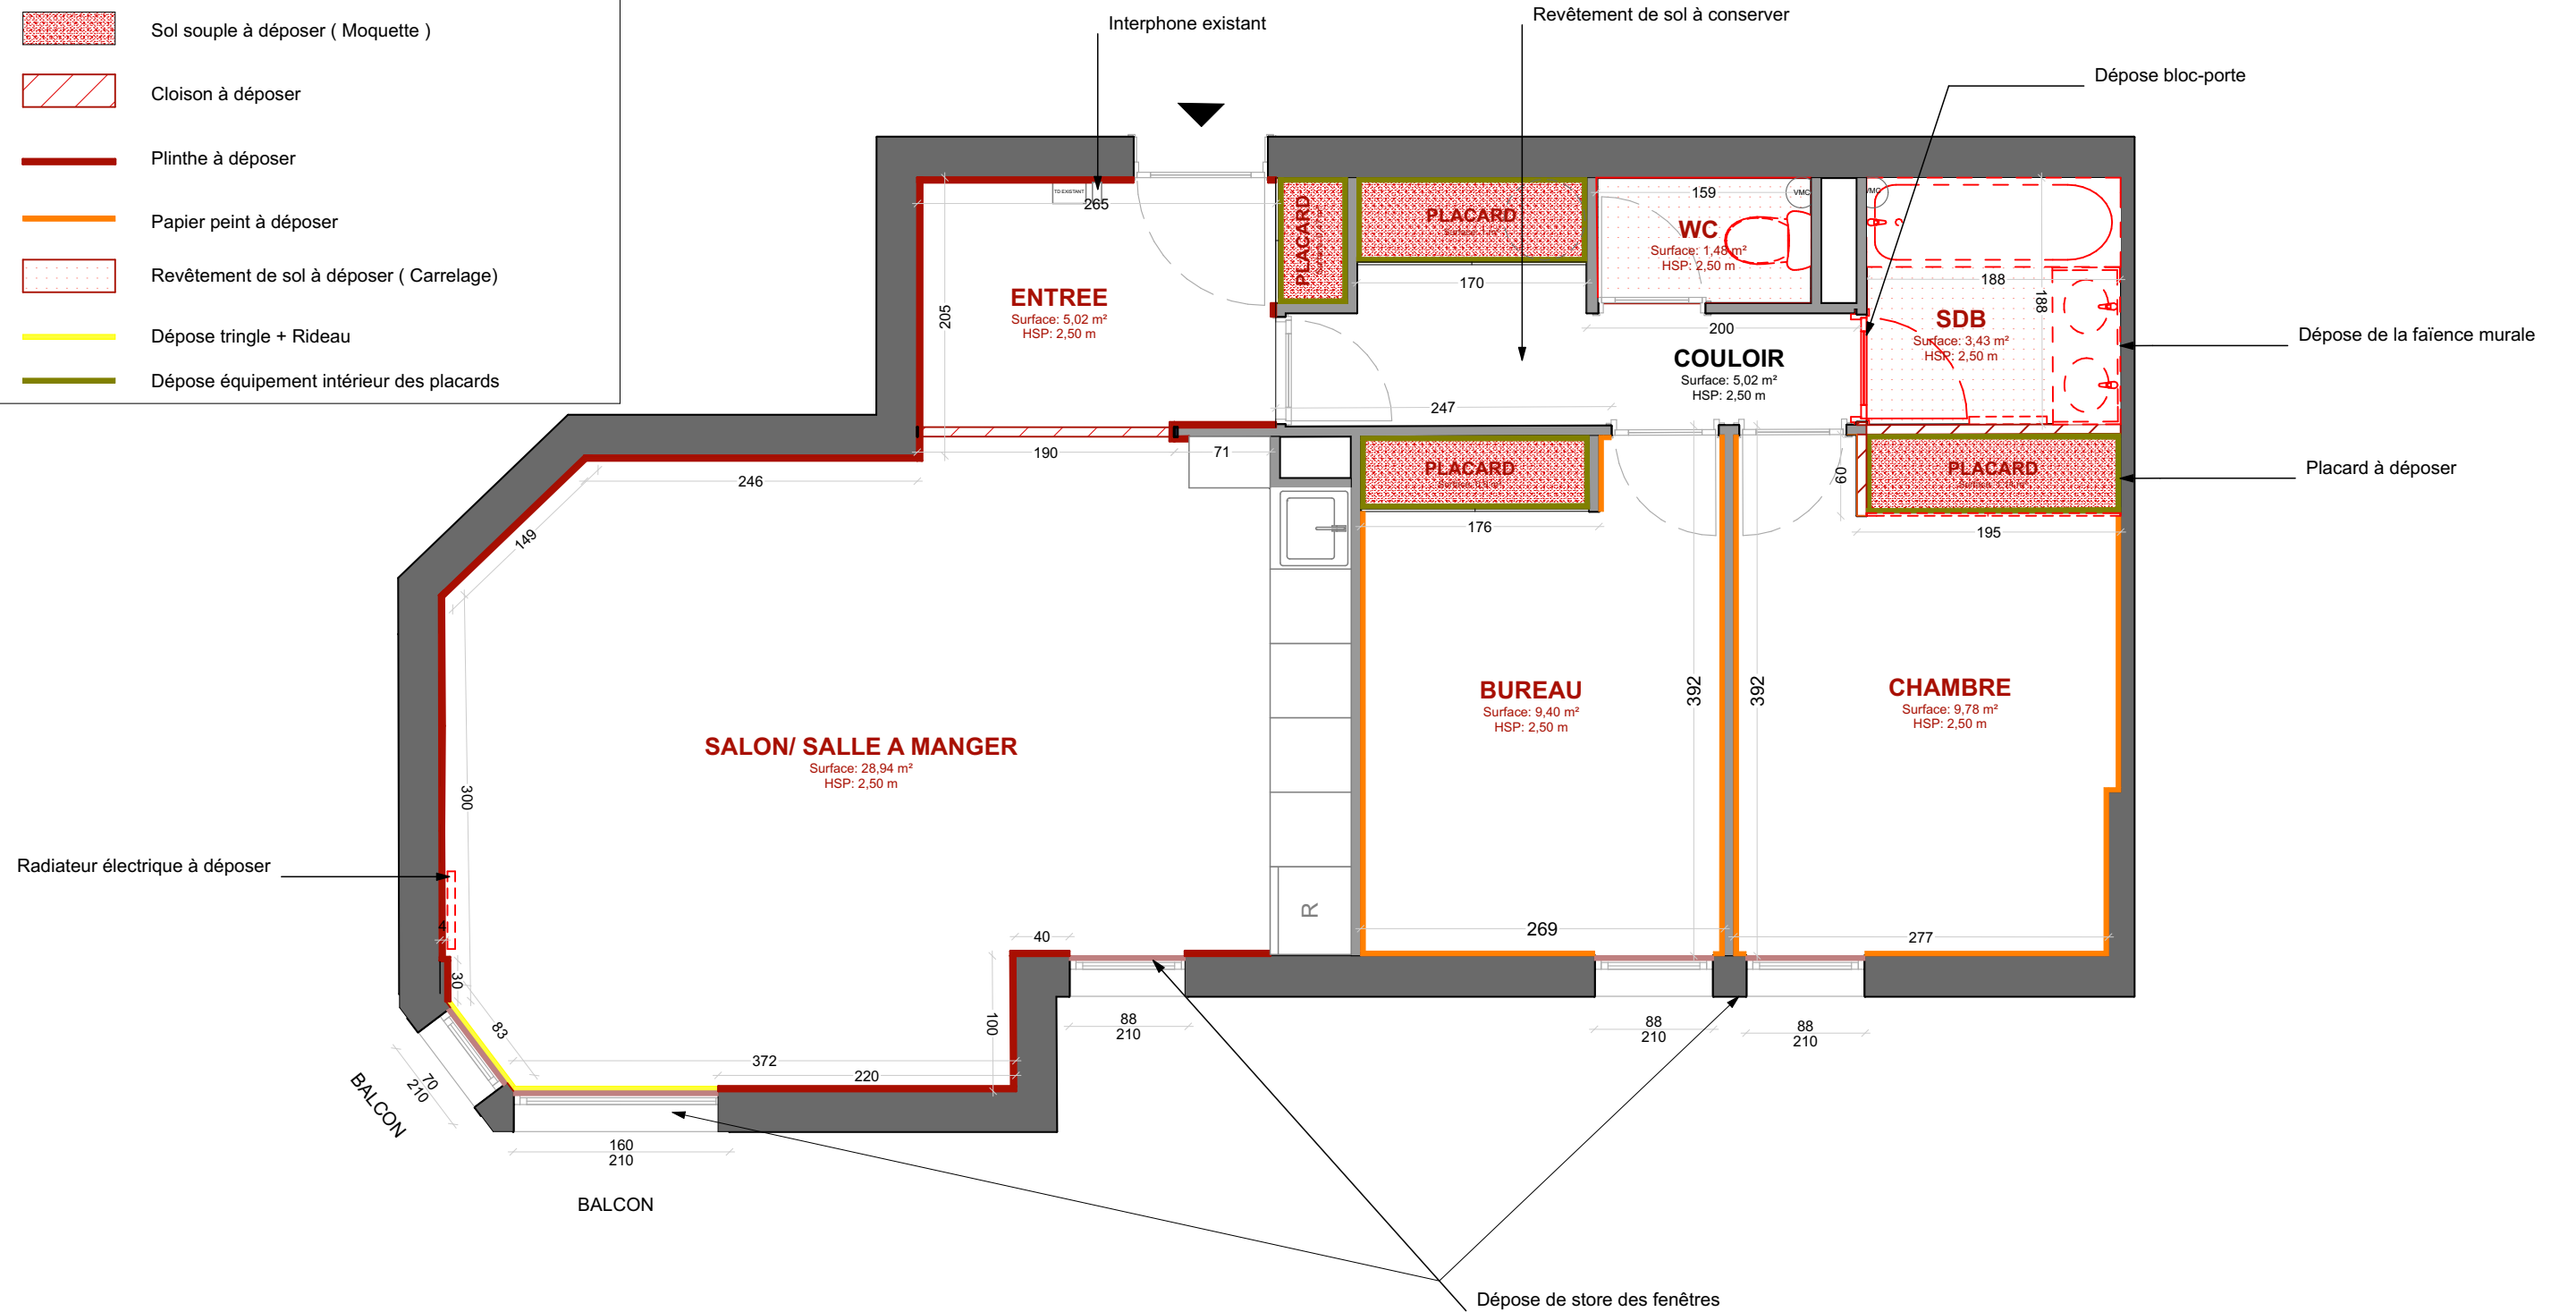 Sol souple à déposer ( Moquette )
Cloison à déposer
Plinthe à déposer
Papier peint à déposer
Revêtement de sol à déposer ( Carrelage)
Dépose tringle + Rideau
Dépose équipement intérieur des placards
Interphone existant
Revêtement de sol à conserver
Dépose bloc-porte
Dépose de la faïence murale
Placard à déposer
Radiateur électrique à déposer
Dépose de store des fenêtres
TD EXISTANT
265
205
ENTREE
Surface: 5,02 m²
HSP: 2,50 m
PLACARD
PLACARD
170
159
VMC
WC
Surface: 1,48 m²
HSP: 2,50 m
VMC
188
188
SDB
Surface: 3,43 m²
HSP: 2,50 m
200
COULOIR
Surface: 5,02 m²
HSP: 2,50 m
247
190
71
246
149
300
PLACARD
176
60
PLACARD
195
392
392
BUREAU
Surface: 9,40 m²
HSP: 2,50 m
CHAMBRE
Surface: 9,78 m²
HSP: 2,50 m
SALON/ SALLE A MANGER
Surface: 28,94 m²
HSP: 2,50 m
R
4
30
83
40
100
269
277
372
220
88
210
88
210
88
210
70
210
BALCON
160
210
BALCON